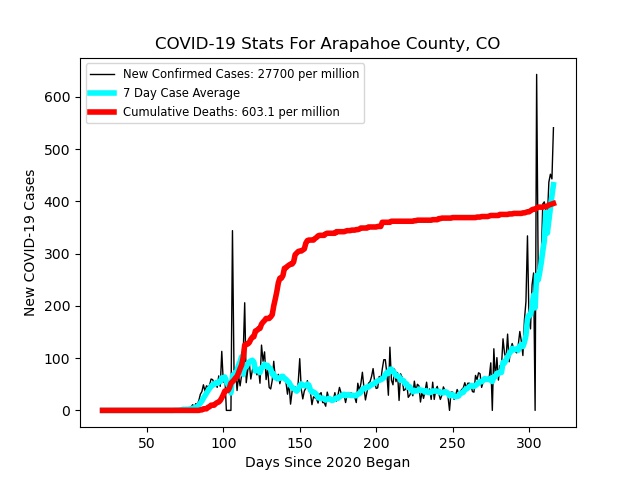 COVID-19 Stats For Arapahoe County, CO
New Confirmed Cases: 27700 per million
7 Day Case Average
Cumulative Deaths: 603.1 per million
600
500
400
300
200
100
0
New COVID-19 Cases
50 100 150 200 250 300
Days Since 2020 Began